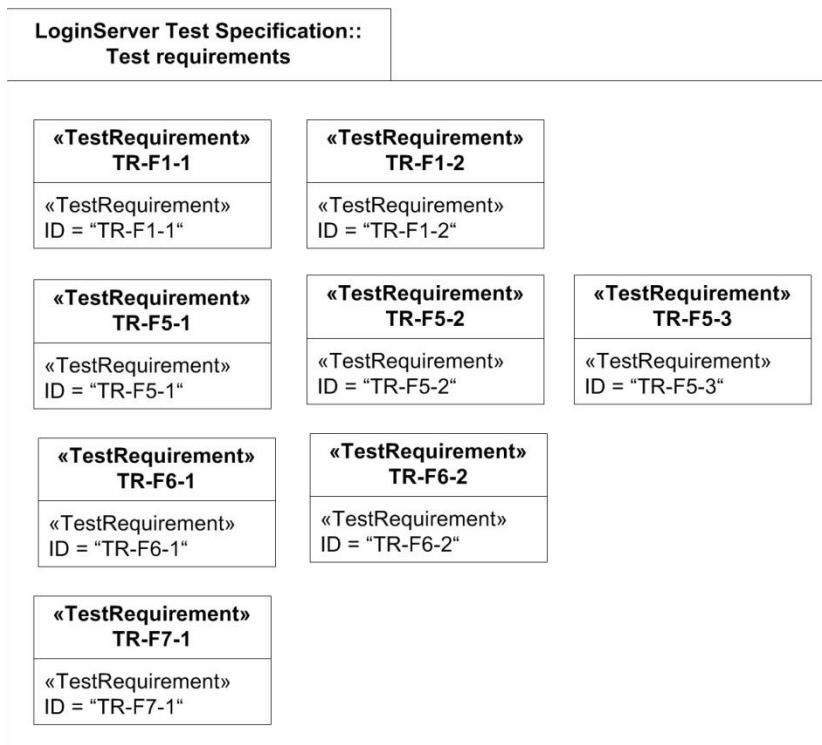 LoginServer Test Specification::
Test requirements
«TestRequirement»
TR-F1-1
«TestRequirement»
ID = “TR-F1-1“
«TestRequirement»
TR-F1-2
«TestRequirement»
ID = “TR-F1-2“
«TestRequirement»
TR-F5-1
«TestRequirement»
ID = “TR-F5-1“
«TestRequirement»
TR-F5-2
«TestRequirement»
ID = “TR-F5-2“
«TestRequirement»
TR-F5-3
«TestRequirement»
ID = “TR-F5-3“
«TestRequirement»
TR-F6-1
«TestRequirement»
ID = “TR-F6-1“
«TestRequirement»
TR-F6-2
«TestRequirement»
ID = “TR-F6-2“
«TestRequirement»
TR-F7-1
«TestRequirement»
ID = “TR-F7-1“